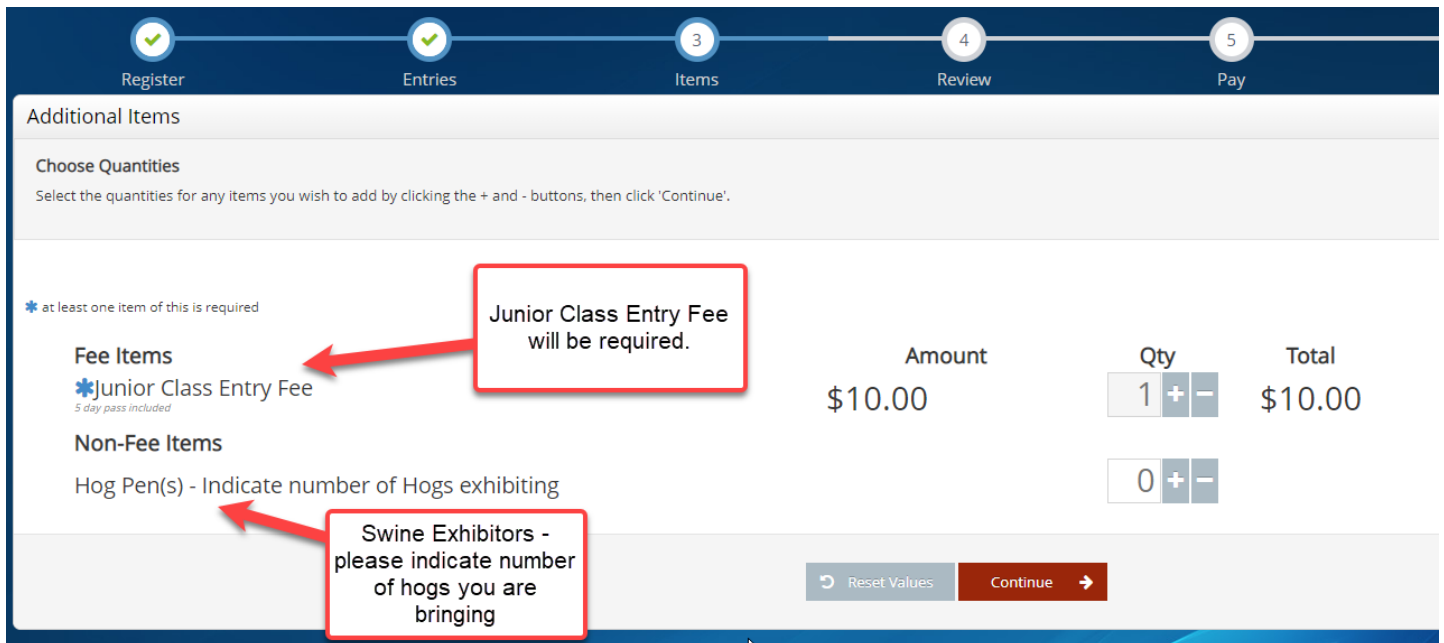 3 4 5
Register Entries Items Review Pay
Additional Items
Choose Quantities
Select the quantities for any items you wish to add by clicking the + and - buttons, then click 'Continue'.
✱ at least one item of this is required
Junior Class Entry Fee
will be required.
Fee Items Amount Qty Total
✱Junior Class Entry Fee $10.00 1 + − $10.00
5 day pass included
Non-Fee Items
Hog Pen(s) - Indicate number of Hogs exhibiting 0 + −
Swine Exhibitors -
please indicate number
of hogs you are
bringing
Reset Values Continue